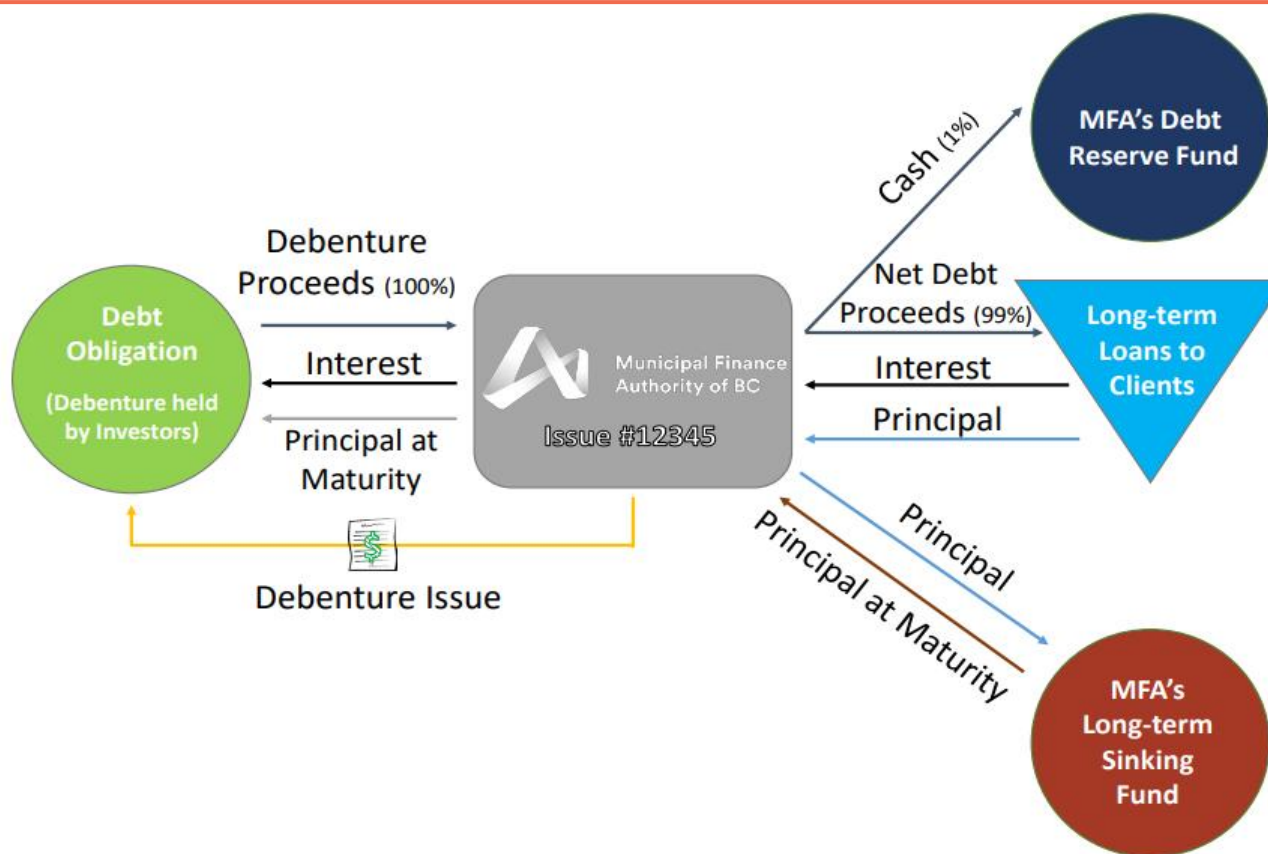 Debenture
Proceeds (100%)
Debt
Obligation
(Debenture held
by Investors)
Interest
Principal at
Maturity
Debenture Issue
$
Municipal Finance
Authority of BC
Issue #12345
Cash (1%)
MFA's Debt
Reserve Fund
Net Debt
Proceeds (99%)
Long-term
Loans to
Clients
Interest
Principal
Principal
Principal at Maturity
MFA's
Long-term
Sinking
Fund